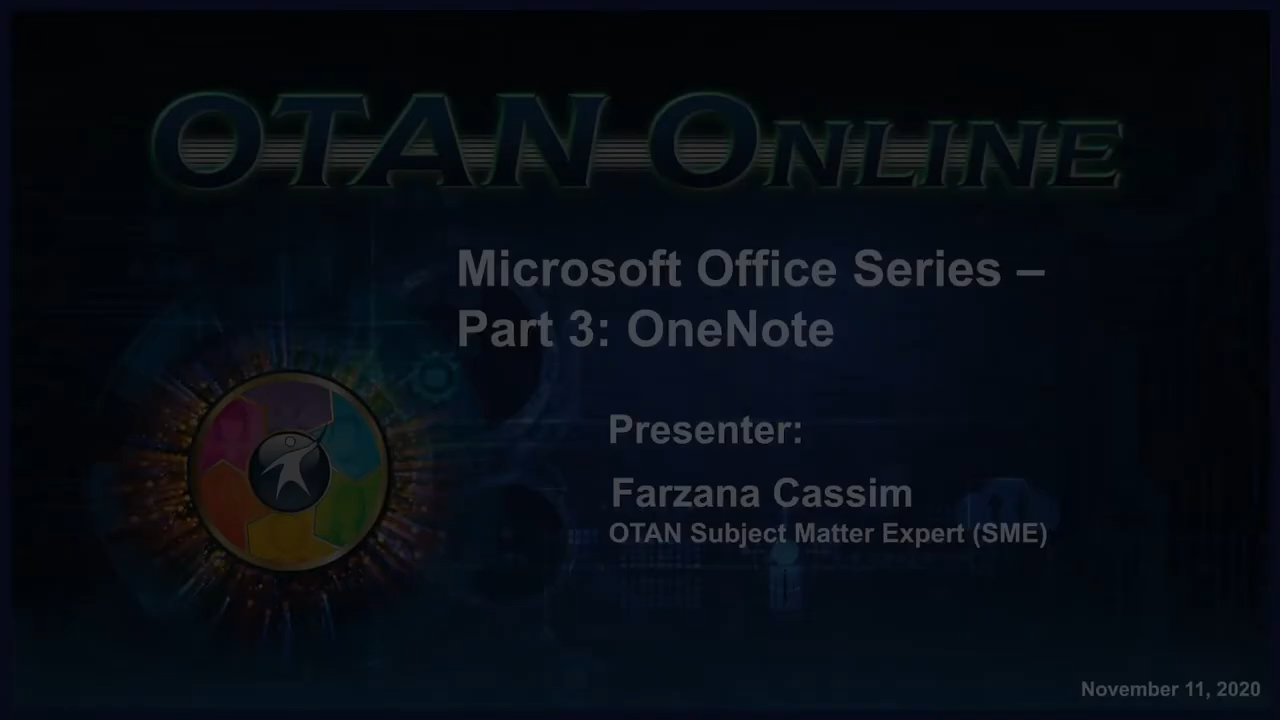 OTAN ONLINE
Microsoft Office Series –
Part 3: OneNote
Presenter:
Farzana Cassim
OTAN Subject Matter Expert (SME)
November 11, 2020